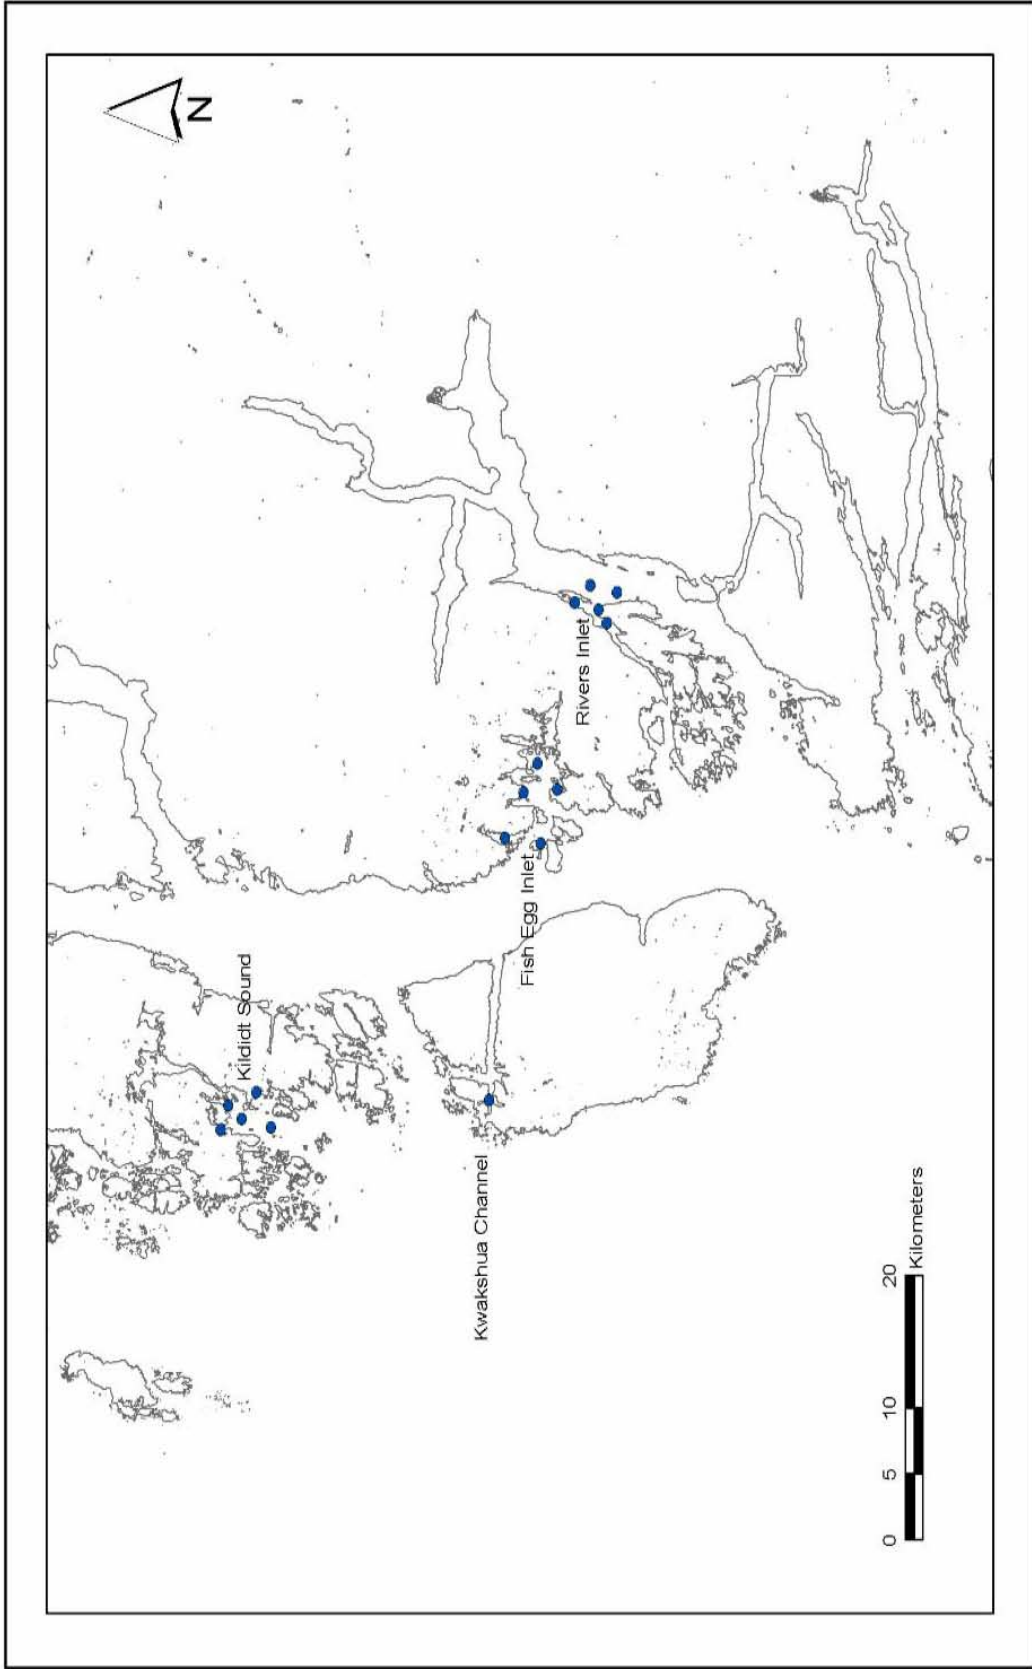 N
Kildidt Sound
Kwakshua Channel
Fish Egg Inlet
Rivers Inlet
0 5 10 20
Kilometers